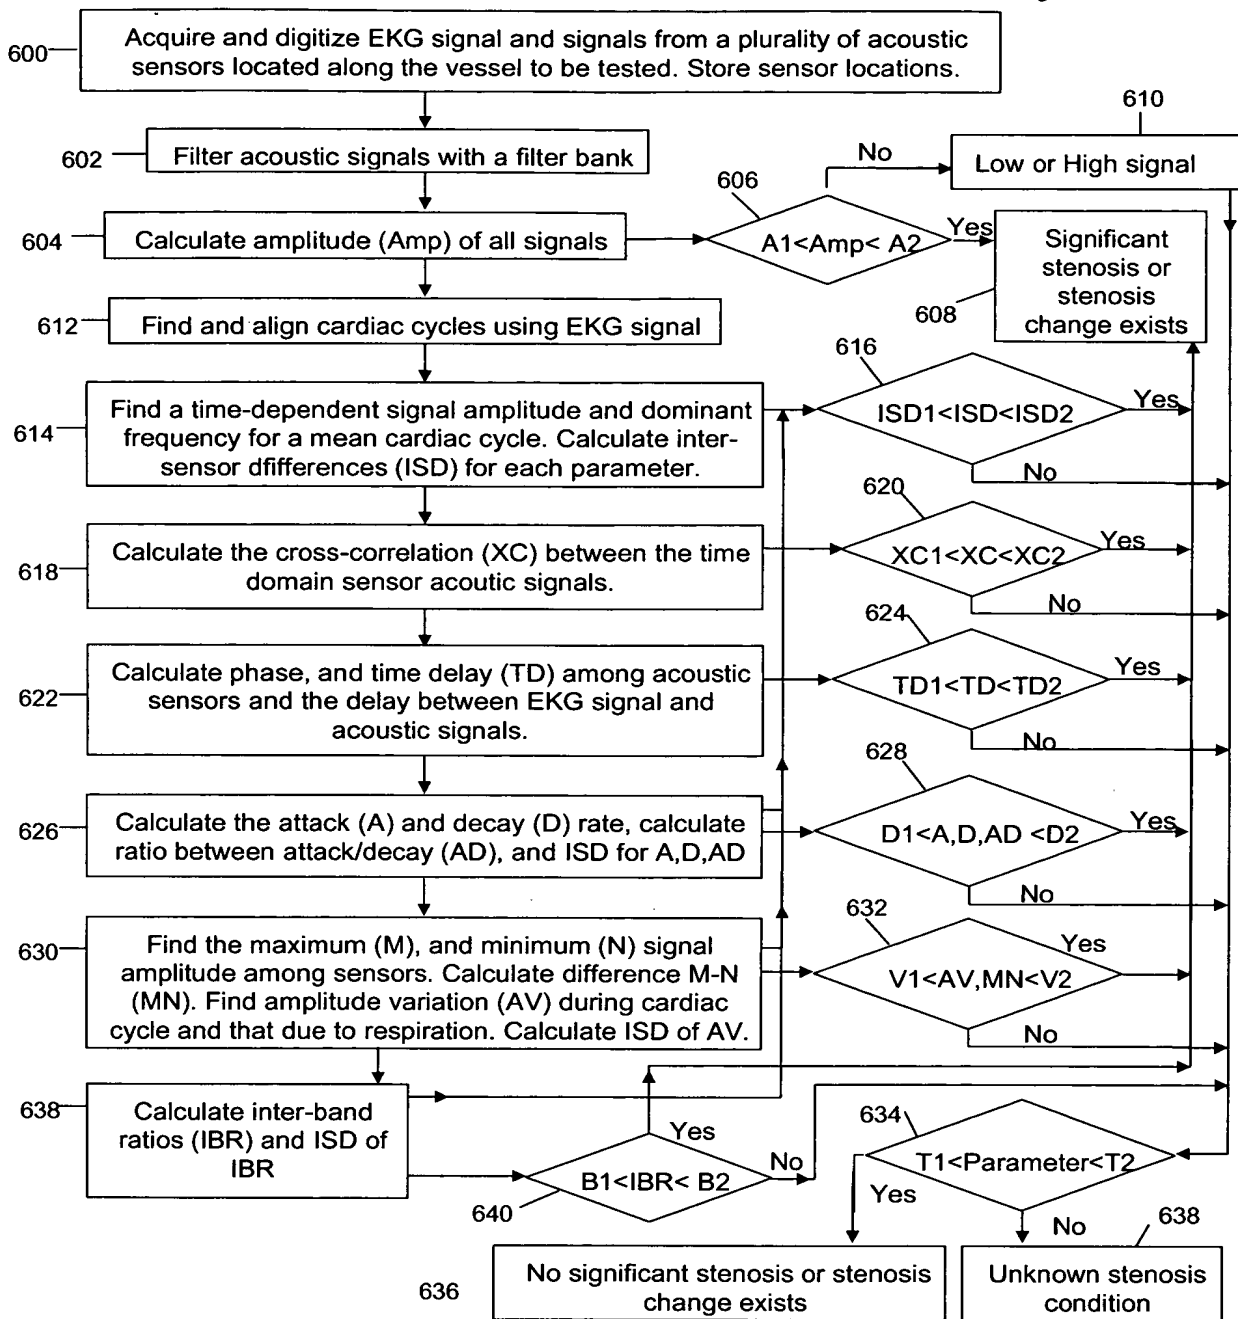 600
Acquire and digitize EKG signal and signals from a plurality of acoustic
sensors located along the vessel to be tested. Store sensor locations.
610
602
Filter acoustic signals with a filter bank
No
Low or High signal
606
604
Calculate amplitude (Amp) of all signals
A1<Amp< A2
Yes
Significant
stenosis or
stenosis
change exists
608
612
Find and align cardiac cycles using EKG signal
616
614
Find a time-dependent signal amplitude and dominant
frequency for a mean cardiac cycle. Calculate inter-
sensor dfifferences (ISD) for each parameter.
ISD1<ISD<ISD2
Yes
No
620
618
Calculate the cross-correlation (XC) between the time
domain sensor acoutic signals.
XC1<XC<XC2
Yes
No
624
622
Calculate phase, and time delay (TD) among acoustic
sensors and the delay between EKG signal and
acoustic signals.
TD1<TD<TD2
Yes
No
628
626
Calculate the attack (A) and decay (D) rate, calculate
ratio between attack/decay (AD), and ISD for A,D,AD
D1<A,D,AD <D2
Yes
No
632
630
Find the maximum (M), and minimum (N) signal
amplitude among sensors. Calculate difference M-N
(MN). Find amplitude variation (AV) during cardiac
cycle and that due to respiration. Calculate ISD of AV.
V1<AV,MN<V2
Yes
No
638
Calculate inter-band
ratios (IBR) and ISD of
IBR
B1<IBR< B2
Yes
No
640
634
T1<Parameter<T2
Yes
No
638
636
No significant stenosis or stenosis
change exists
Unknown stenosis
condition